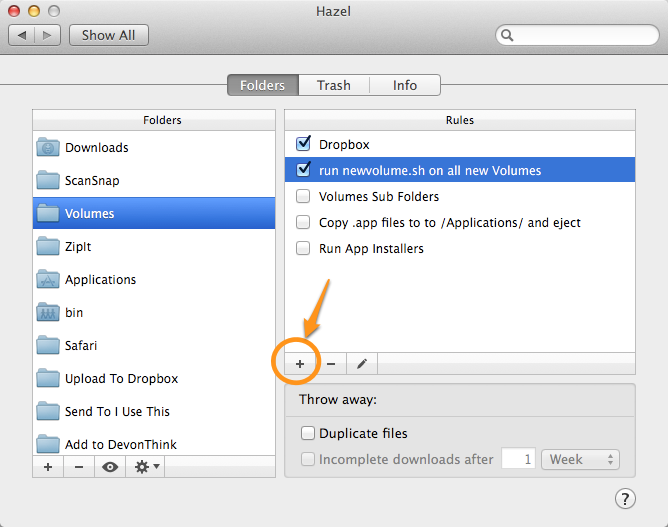 Hazel
Show All
Folders Trash Info
Folders
Downloads
ScanSnap
Volumes
ZipIt
Applications
bin
Safari
Upload To Dropbox
Send To I Use This
Add to DevonThink
Rules
Dropbox
run newvolume.sh on all new Volumes
Volumes Sub Folders
Copy .app files to to /Applications/ and eject
Run App Installers
Throw away:
Duplicate files
Incomplete downloads after 1 Week
?